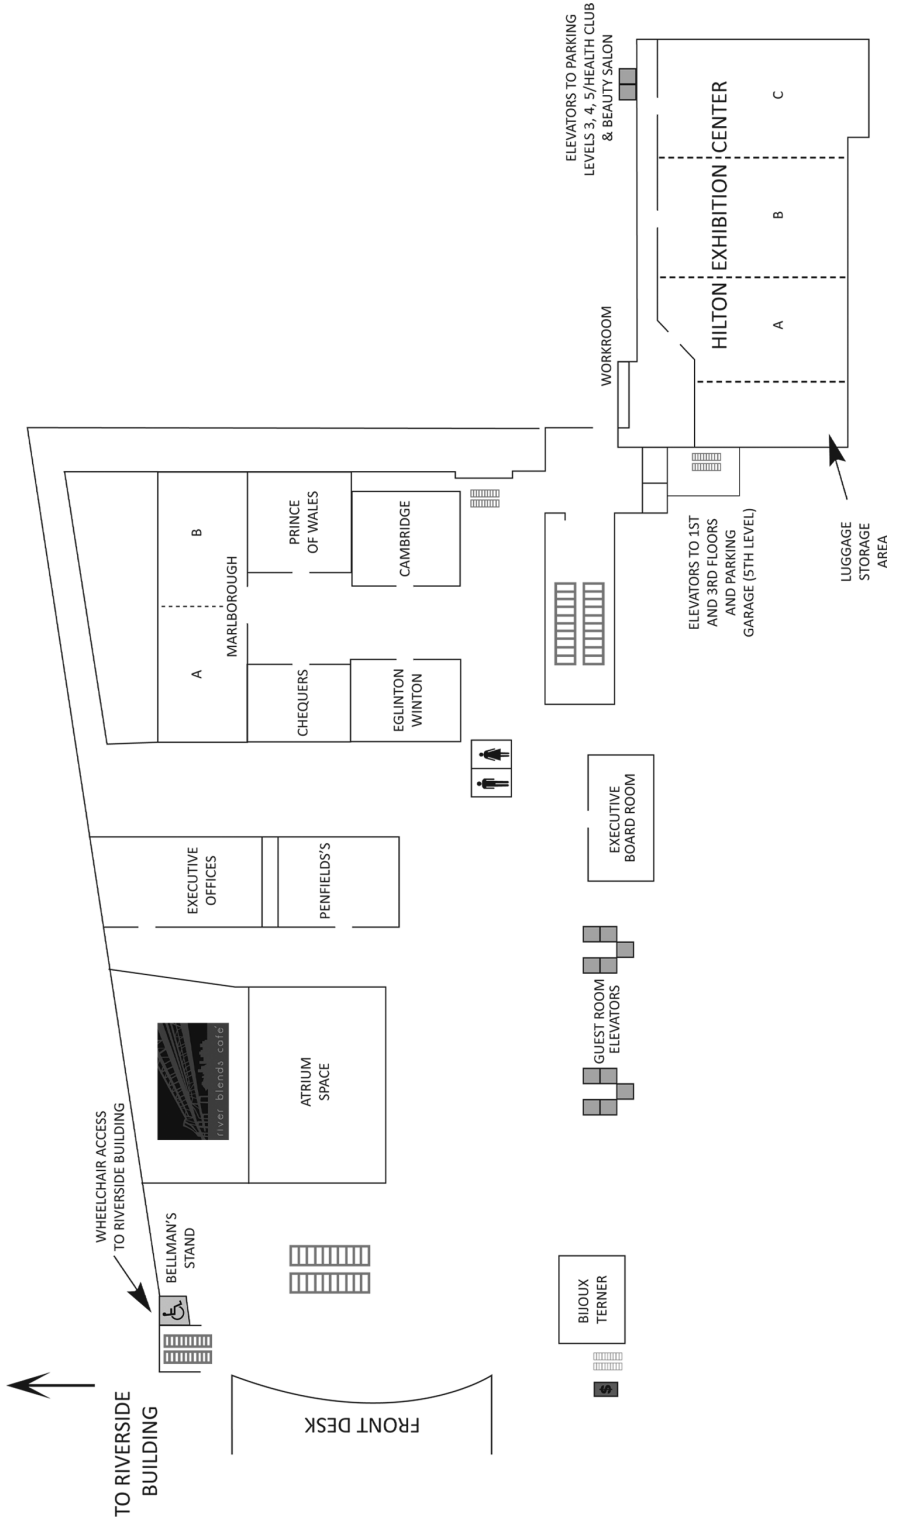 TO RIVERSIDE
BUILDING
WHEELCHAIR ACCESS
TO RIVERSIDE BUILDING
BELLMAN'S
STAND
FRONT DESK
$
BIJOUX
TERNER
river blends cafe
ATRIUM
SPACE
GUEST ROOM
ELEVATORS
EXECUTIVE
OFFICES
PENFIELDS'S
EXECUTIVE
BOARD ROOM
A
B
MARLBOROUGH
CHEQUERS
PRINCE
OF WALES
EGLINTON
WINTON
CAMBRIDGE
ELEVATORS TO 1ST
AND 3RD FLOORS
AND PARKING
GARAGE (5TH LEVEL)
LUGGAGE
STORAGE
AREA
WORKROOM
HILTON EXHIBITION CENTER
A
B
C
ELEVATORS TO PARKING
LEVELS 3, 4, 5/HEALTH CLUB
& BEAUTY SALON